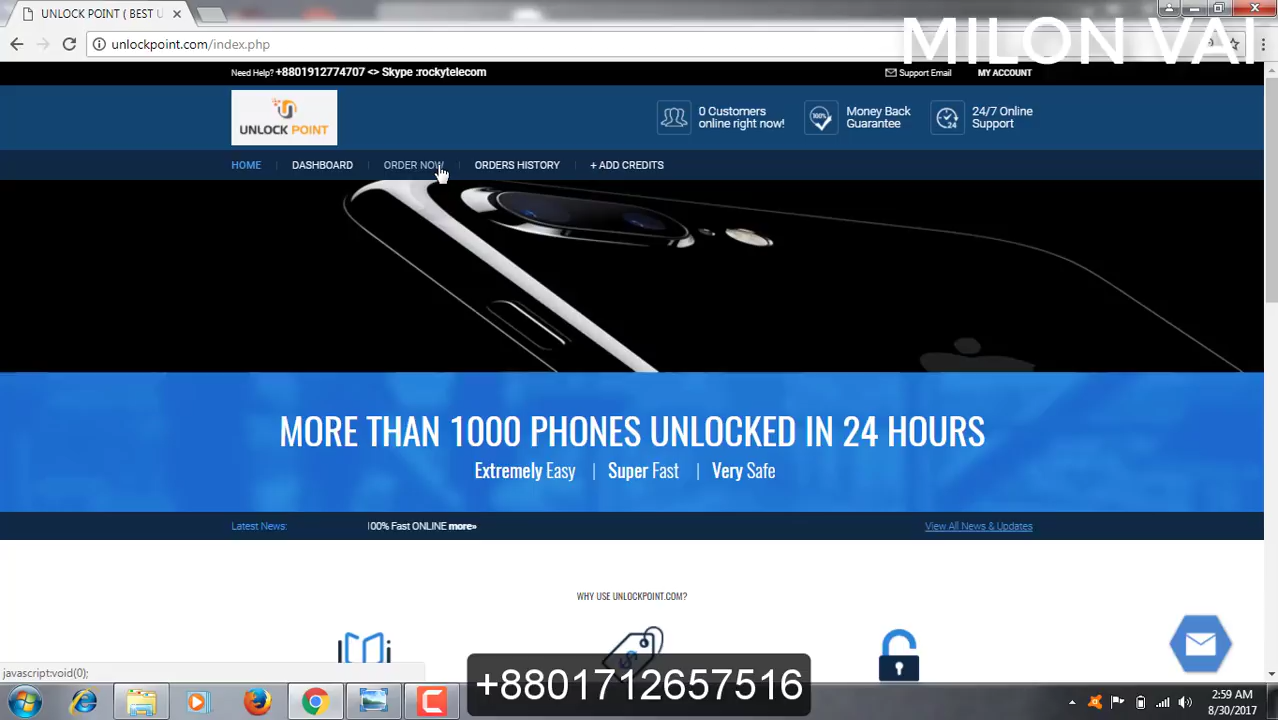 UNLOCK POINT ( BEST U
MILON VAI
unlockpoint.com/index.php
Need Help? +8801912774707 <> Skype :rockytelecom
Support Email
MY ACCOUNT
UNLOCK POINT
0 Customers
online right now!
100%
Money Back
Guarantee
24
24/7 Online
Support
HOME
DASHBOARD
ORDER NOW
ORDERS HISTORY
+ ADD CREDITS
MORE THAN 1000 PHONES UNLOCKED IN 24 HOURS
Extremely Easy | Super Fast | Very Safe
Latest News:
100% Fast ONLINE more»
View All News & Updates
WHY USE UNLOCKPOINT.COM?
javascript:void(0);
+8801712657516
2:59 AM
8/30/2017